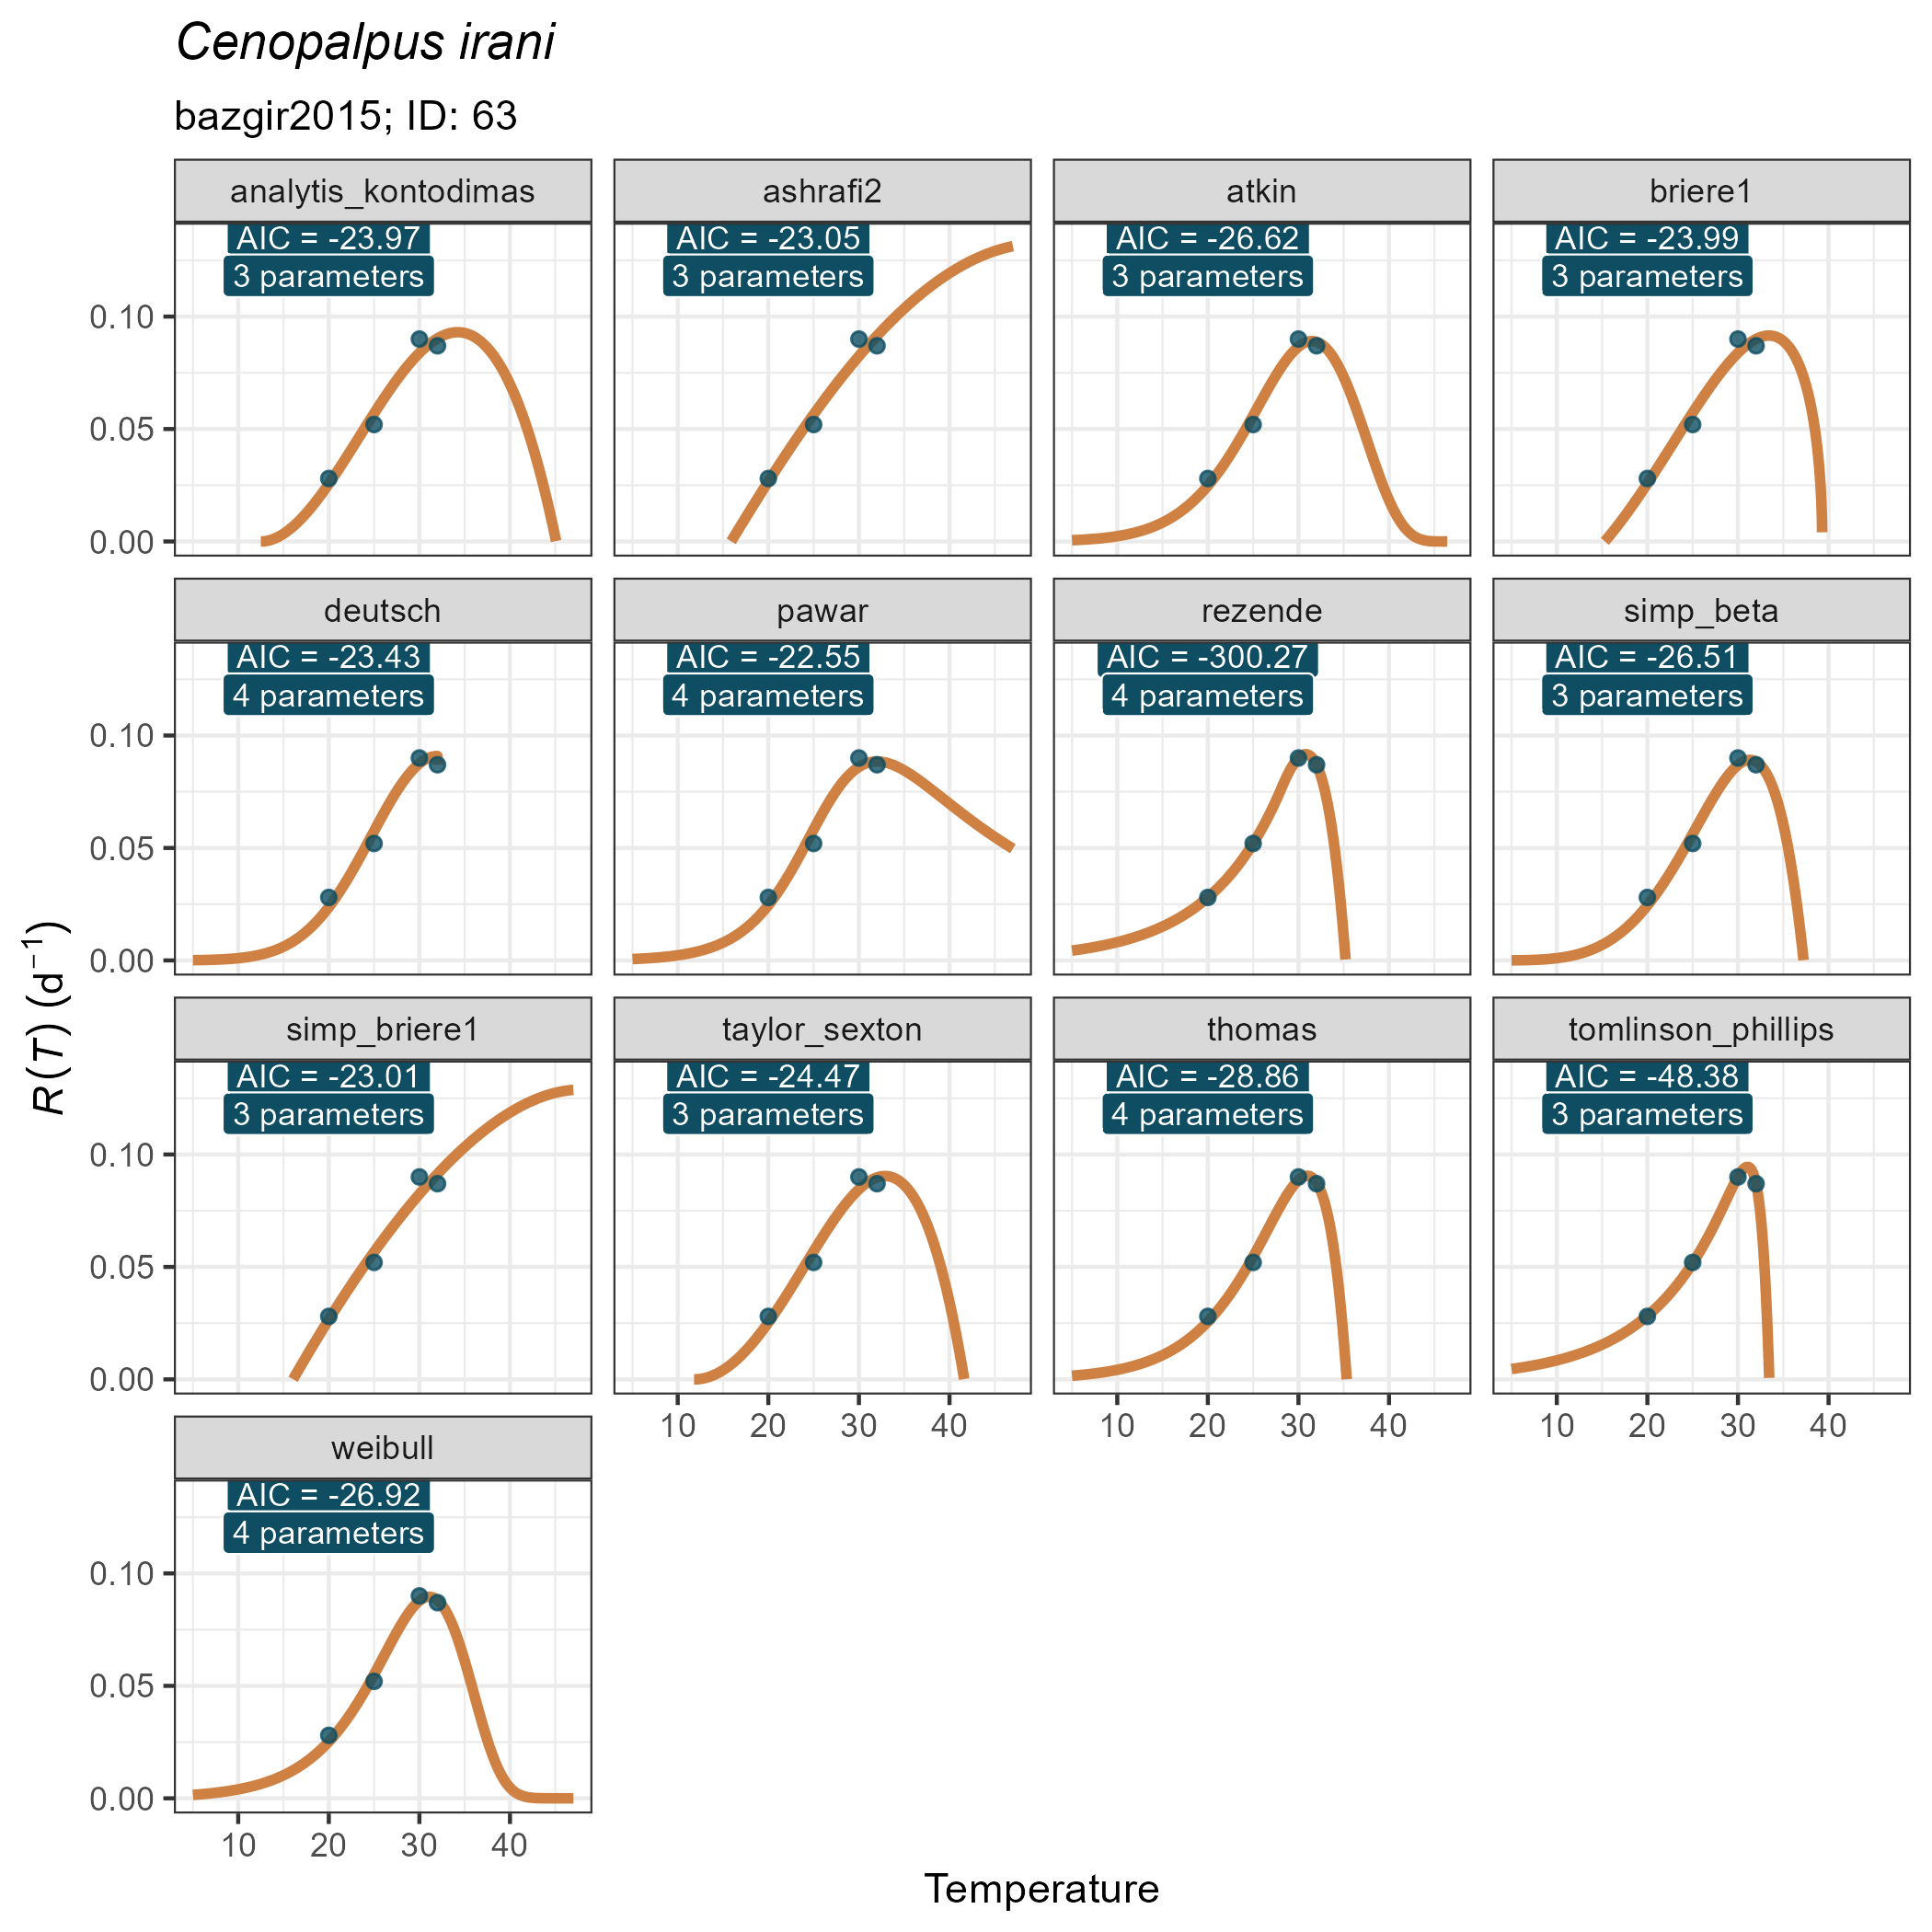 Cenopalpus irani
bazgir2015; ID: 63
analytis_kontodimas
ashrafi2
atkin
briere1
AIC = -23.97
3 parameters
AIC = -23.05
3 parameters
AIC = -26.62
3 parameters
AIC = -23.99
3 parameters
0.10
0.05
0.00
deutsch
pawar
rezende
simp_beta
AIC = -23.43
4 parameters
AIC = -22.55
4 parameters
AIC = -300.27
4 parameters
AIC = -26.51
3 parameters
0.10
0.05
0.00
R(T) (d⁻¹)
simp_briere1
taylor_sexton
thomas
tomlinson_phillips
AIC = -23.01
3 parameters
AIC = -24.47
3 parameters
AIC = -28.86
4 parameters
AIC = -48.38
3 parameters
0.10
0.05
0.00
10 20 30 40
10 20 30 40
10 20 30 40
weibull
AIC = -26.92
4 parameters
0.10
0.05
0.00
10 20 30 40
Temperature